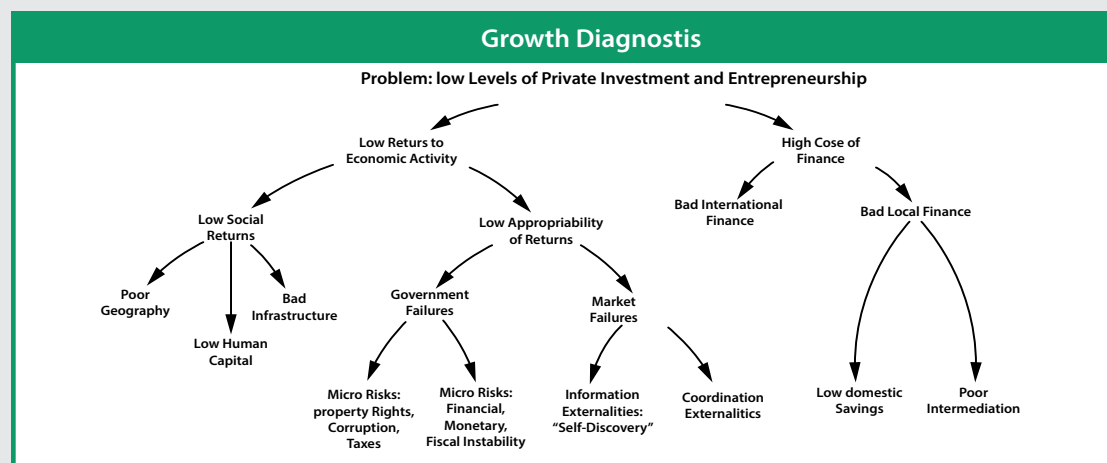 Growth Diagnostis
Problem: low Levels of Private Investment and Entrepreneurship
Low Returs to
Economic Activity
High Cose of
Finance
Low Social
Returns
Low Appropriability
of Returns
Bad International
Finance
Bad Local Finance
Poor
Geography
Low Human
Capital
Bad
Infrastructure
Government
Failures
Market
Failures
Micro Risks:
property Rights,
Corruption,
Taxes
Micro Risks:
Financial,
Monetary,
Fiscal Instability
Information
Externalities:
“Self-Discovery”
Coordination
Externalitics
Low domestic
Savings
Poor
Intermediation